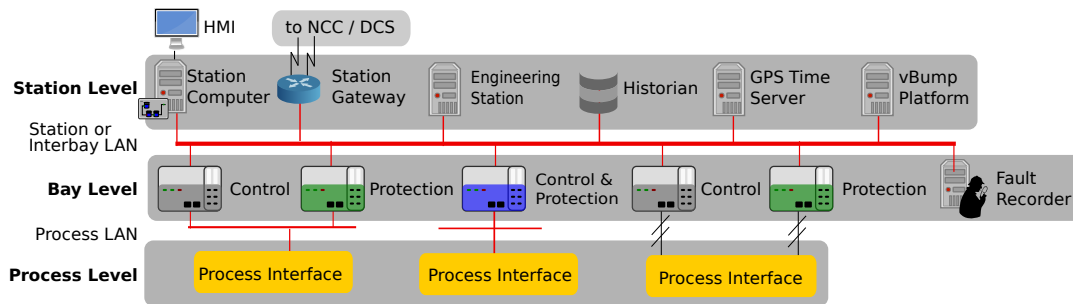 HMI
to NCC / DCS
Station Level
Station
Computer
Station
Gateway
Engineering
Station
Historian
GPS Time
Server
vBump
Platform
Station or
Interbay LAN
Bay Level
Control
Protection
Control &
Protection
Control
Protection
Fault
Recorder
Process LAN
Process Level
Process Interface
Process Interface
Process Interface